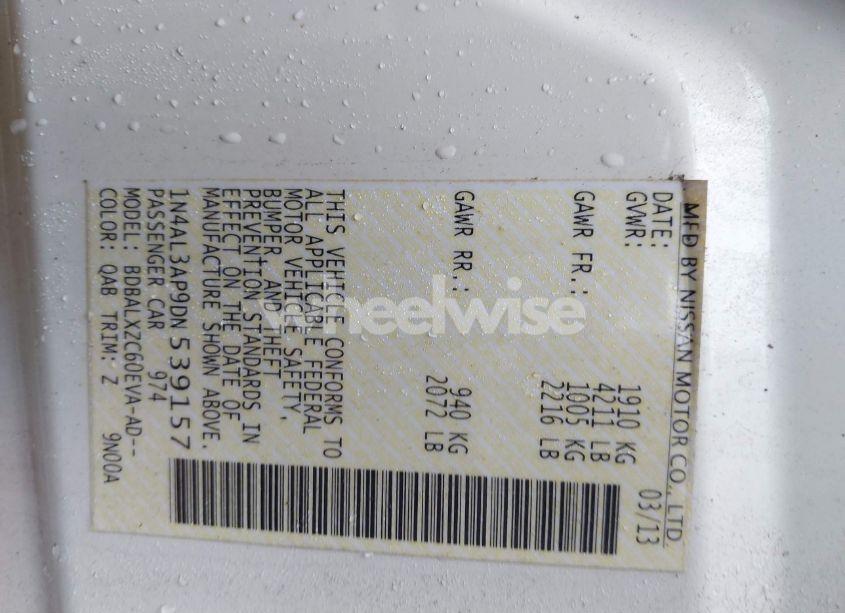 MFD BY NISSAN MOTOR CO., LTD.
DATE: 03/13
GVWR: 1910 KG
4211 LB
GAWR FR.: 1005 KG
2216 LB
GAWR RR.: 940 KG
2072 LB
THIS VEHICLE CONFORMS TO
ALL APPLICABLE FEDERAL
MOTOR VEHICLE SAFETY,
BUMPER AND THEFT
PREVENTION STANDARDS IN
EFFECT ON THE DATE OF
MANUFACTURE SHOWN ABOVE.
1N4AL3AP9DN539157
PASSENGER CAR 974
MODEL: BDBALXZC60EVA-AD--
COLOR: QAB TRIM: Z 9N00A
wheelwise